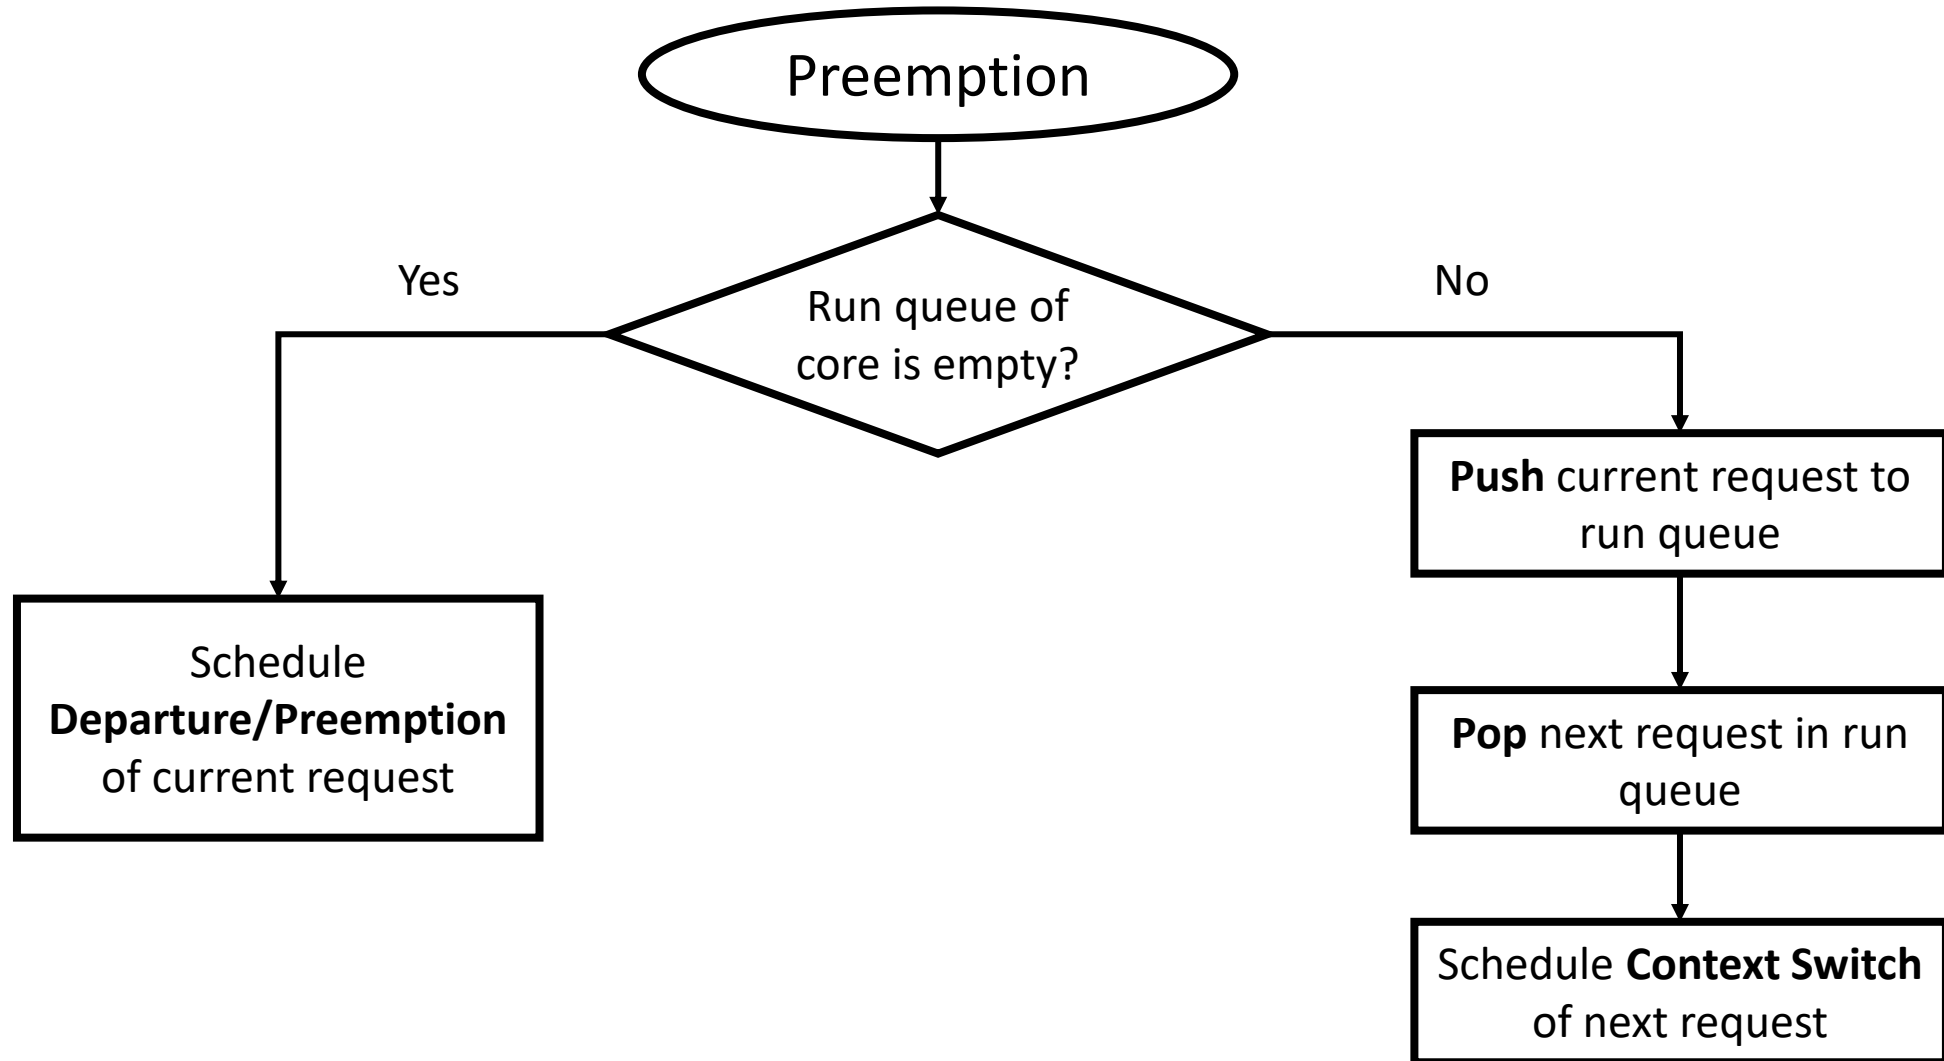 Preemption
Yes
Run queue of
core is empty?
No
Push current request to
run queue
Schedule
Departure/Preemption
of current request
Pop next request in run
queue
Schedule Context Switch
of next request